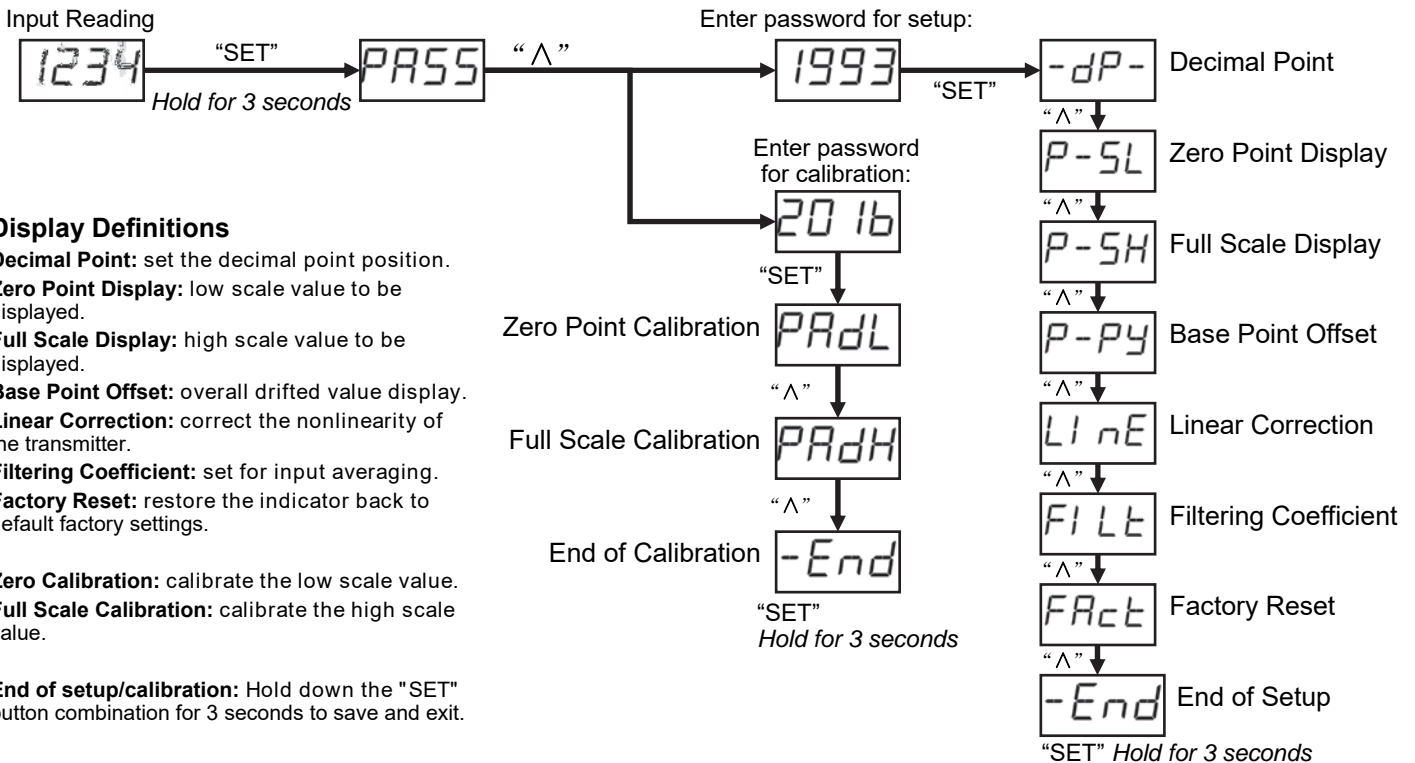 Input Reading
1234
“SET”
Hold for 3 seconds
PASS
“∧”
Enter password for setup:
1993
“SET”
Enter password
for calibration:
201b
“SET”
Zero Point Calibration
PAdL
“∧”
Full Scale Calibration
PAdH
“∧”
End of Calibration
-End
“SET”
Hold for 3 seconds
-dP-
Decimal Point
“∧”
P-SL
Zero Point Display
“∧”
P-SH
Full Scale Display
“∧”
P-PY
Base Point Offset
“∧”
LInE
Linear Correction
“∧”
FILt
Filtering Coefficient
“∧”
FAct
Factory Reset
“∧”
-End
End of Setup
“SET” Hold for 3 seconds
Display Definitions
Decimal Point: set the decimal point position.
Zero Point Display: low scale value to be
isplayed.
Full Scale Display: high scale value to be
isplayed.
Base Point Offset: overall drifted value display.
Linear Correction: correct the nonlinearity of
he transmitter.
Filtering Coefficient: set for input averaging.
Factory Reset: restore the indicator back to
efault factory settings.
Zero Calibration: calibrate the low scale value.
Full Scale Calibration: calibrate the high scale
alue.
End of setup/calibration: Hold down the "SET"
utton combination for 3 seconds to save and exit.